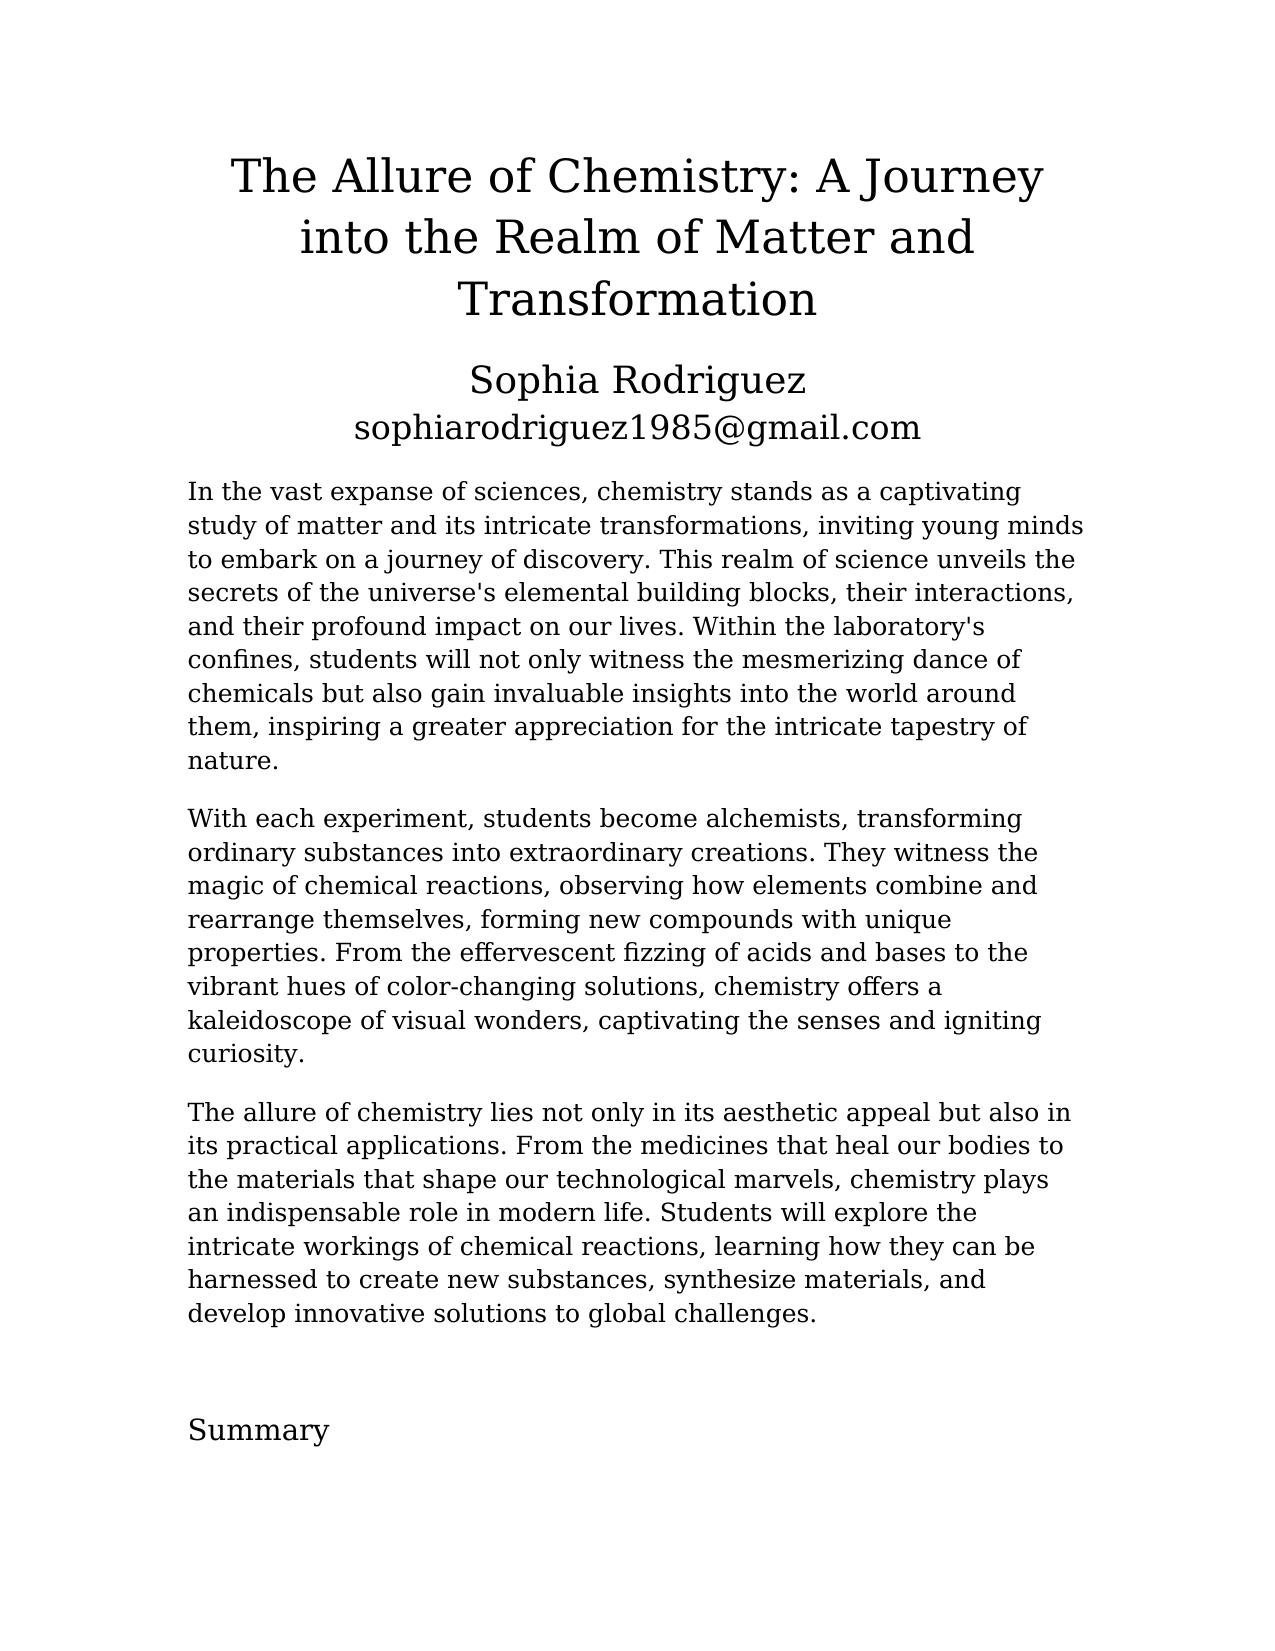 The Allure of Chemistry: A Journey
into the Realm of Matter and
Transformation
Sophia Rodriguez
sophiarodriguez1985@gmail.com
In the vast expanse of sciences, chemistry stands as a captivating
study of matter and its intricate transformations, inviting young minds
to embark on a journey of discovery. This realm of science unveils the
secrets of the universe's elemental building blocks, their interactions,
and their profound impact on our lives. Within the laboratory's
confines, students will not only witness the mesmerizing dance of
chemicals but also gain invaluable insights into the world around
them, inspiring a greater appreciation for the intricate tapestry of
nature.
With each experiment, students become alchemists, transforming
ordinary substances into extraordinary creations. They witness the
magic of chemical reactions, observing how elements combine and
rearrange themselves, forming new compounds with unique
properties. From the effervescent fizzing of acids and bases to the
vibrant hues of color-changing solutions, chemistry offers a
kaleidoscope of visual wonders, captivating the senses and igniting
curiosity.
The allure of chemistry lies not only in its aesthetic appeal but also in
its practical applications. From the medicines that heal our bodies to
the materials that shape our technological marvels, chemistry plays
an indispensable role in modern life. Students will explore the
intricate workings of chemical reactions, learning how they can be
harnessed to create new substances, synthesize materials, and
develop innovative solutions to global challenges.
Summary